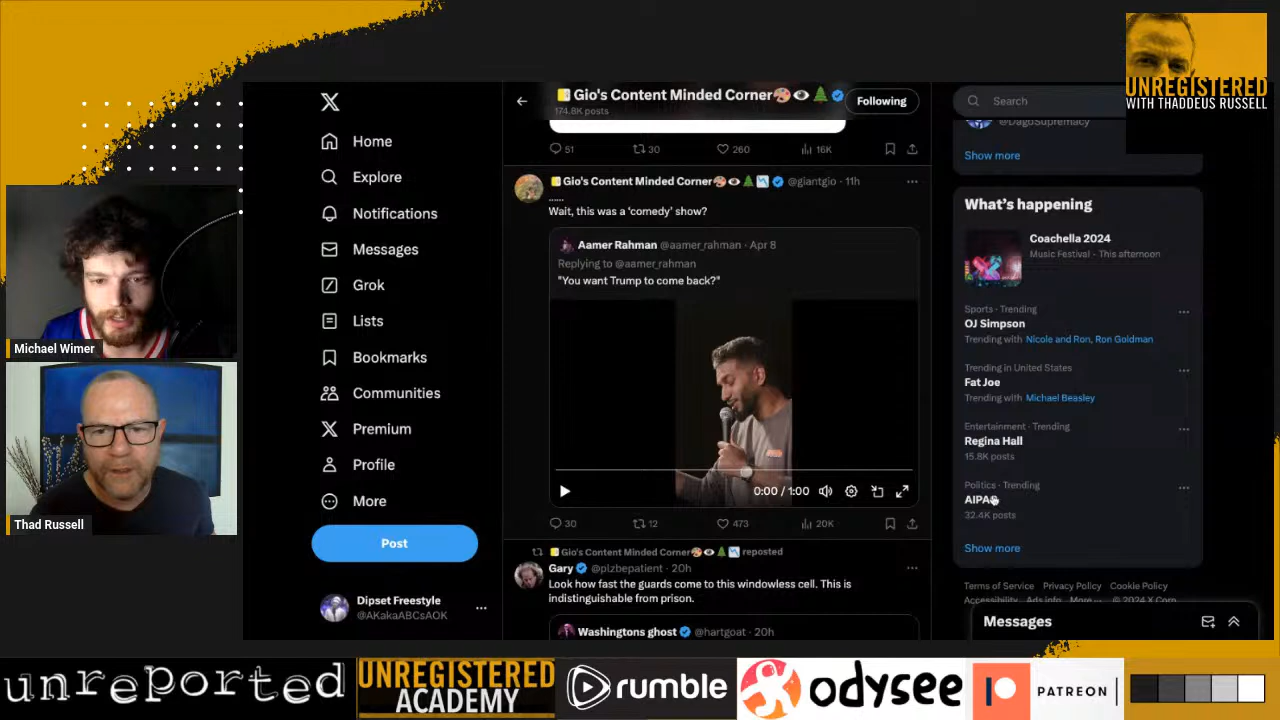 UNREGISTERED
WITH THADDEUS RUSSELL
Michael Wimer
Thad Russell
Home
Explore
Notifications
Messages
Grok
Lists
Bookmarks
Communities
Premium
Profile
More
Post
Dipset Freestyle
@AKakaABCsAOK
Gio's Content Minded Corner
174.8K posts
Following
51 30 260 16K
Gio's Content Minded Corner @giantgio · 11h
......
Wait, this was a 'comedy' show?
Aamer Rahman @aamer_rahman · Apr 8
Replying to @aamer_rahman
"You want Trump to come back?"
0:00 / 1:00
30 12 473 20K
Gio's Content Minded Corner reposted
Gary @plzbepatient · 20h
Look how fast the guards come to this windowless cell. This is
indistinguishable from prison.
Washingtons ghost @hartgoat · 20h
Search
@DagoSupremacy
Show more
What's happening
Coachella 2024
Music Festival · This afternoon
Sports · Trending
OJ Simpson
Trending with Nicole and Ron, Ron Goldman
Trending in United States
Fat Joe
Trending with Michael Beasley
Entertainment · Trending
Regina Hall
15.8K posts
Politics · Trending
AIPAC
32.4K posts
Show more
Terms of Service Privacy Policy Cookie Policy
Accessibility Ads info More ... © 2024 X Corp.
Messages
unreported
UNREGISTERED
ACADEMY
rumble
odysee
PATREON